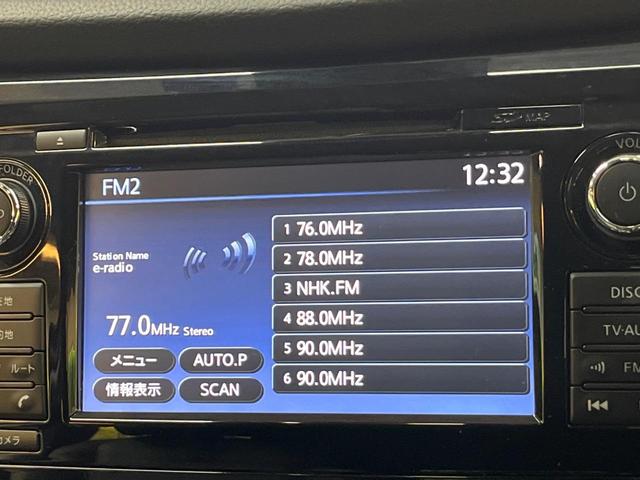 FOLDER
MAP
VOL
FM2
12:32
Station Name
e-radio
77.0MHz Stereo
メニュー
AUTO.P
情報表示
SCAN
1 76.0MHz
2 78.0MHz
3 NHK.FM
4 88.0MHz
5 90.0MHz
6 90.0MHz
ルート
カメラ
DISC
TV·AU
FM